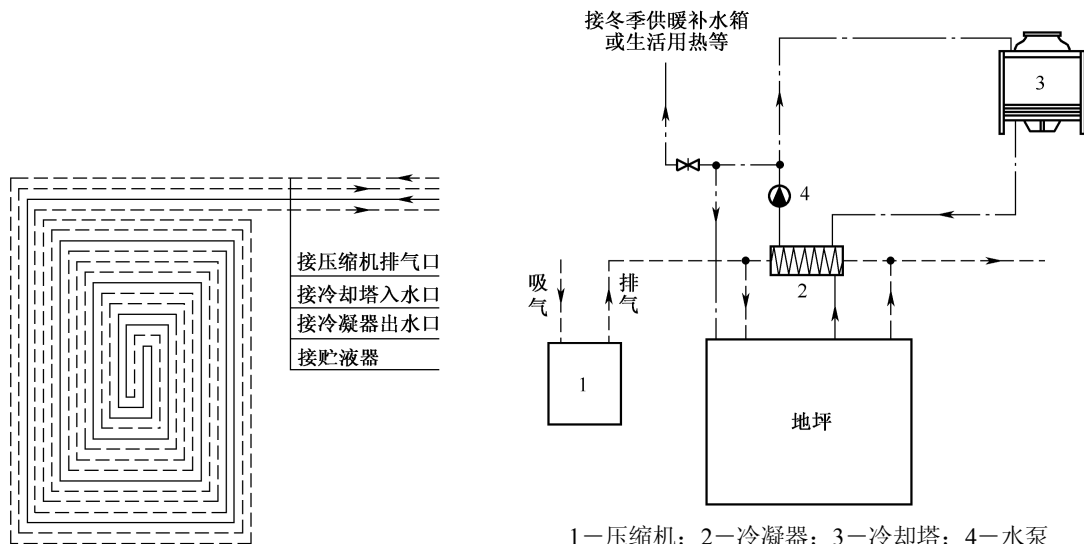 接压缩机排气口
接冷却塔入水口
接冷凝器出水口
接贮液器
接冬季供暖补水箱
或生活用热等
3
4
吸气
排气
2
1
地坪
1－压缩机；2－冷凝器；3－冷却塔；4－水泵